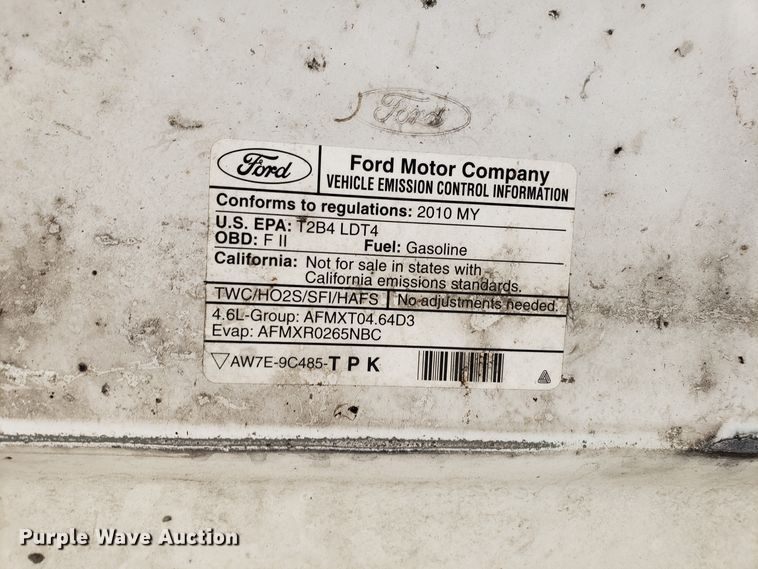 Ford
Ford
Ford Motor Company
VEHICLE EMISSION CONTROL INFORMATION
Conforms to regulations: 2010 MY
U.S. EPA: T2B4 LDT4
OBD: F II Fuel: Gasoline
California: Not for sale in states with
California emissions standards.
TWC/HO2S/SFI/HAFS No adjustments needed.
4.6L-Group: AFMXT04.64D3
Evap: AFMXR0265NBC
AW7E-9C485-T P K
Purple Wave Auction